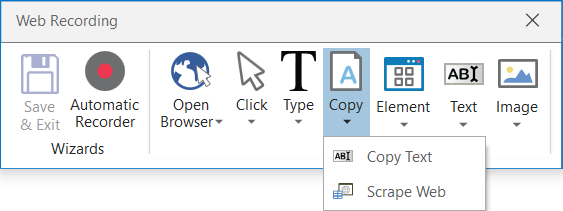 Web Recording
Save
& Exit
Automatic
Recorder
Open
Browser
Click
Type
Copy
Element
Text
Image
Wizards
Copy Text
Scrape Web